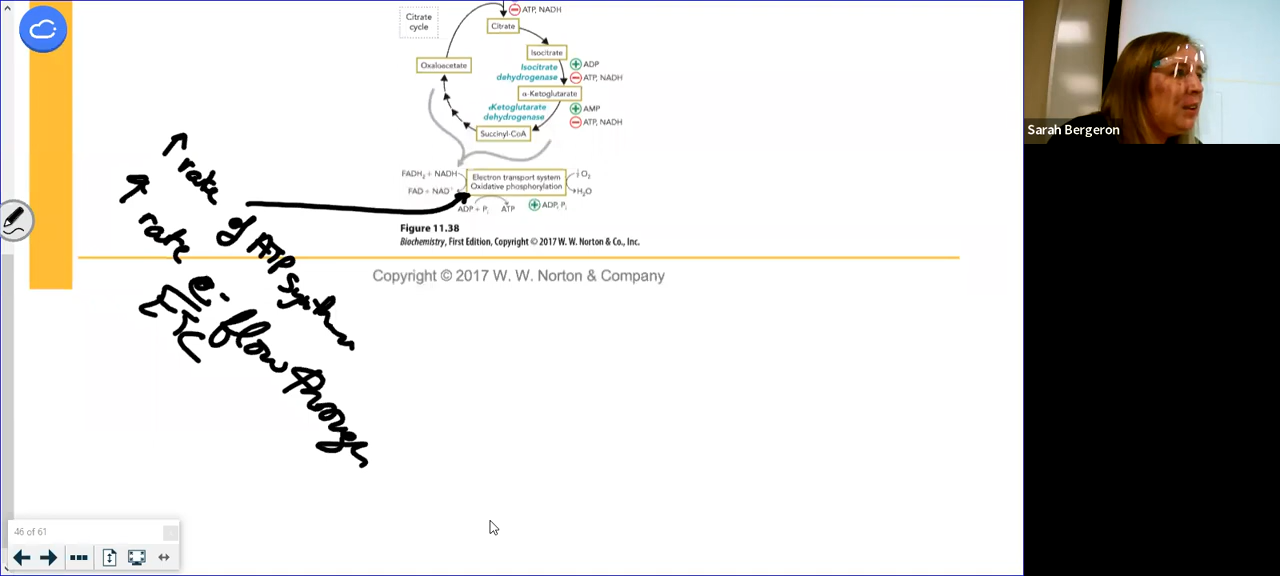 ATP, NADH
Citrate
cycle
Citrate
Isocitrate
Oxaloacetate
Isocitrate
dehydrogenase
ADP
ATP, NADH
α-Ketoglutarate
αKetoglutarate
dehydrogenase
AMP
ATP, NADH
Succinyl-CoA
FADH₂ + NADH
Electron transport system
Oxidative phosphorylation
½O₂
FAD + NAD⁺
H₂O
ADP + Pᵢ
ATP
ADP, Pᵢ
Figure 11.38
Biochemistry, First Edition, Copyright © 2017 W. W. Norton & Co., Inc.
Copyright © 2017 W. W. Norton & Company
↑ rate of ATP
↑ rate e⁻ flow through
ETC
Sarah Bergeron
46 of 61